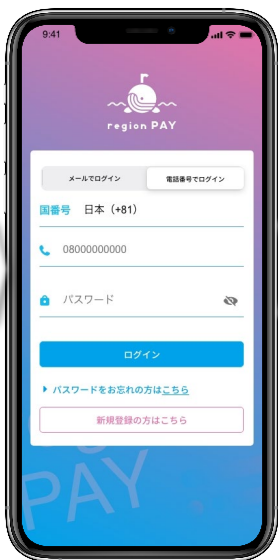 9:41
region PAY
メールでログイン
電話番号でログイン
国番号 日本（+81）
08000000000
パスワード
ログイン
パスワードをお忘れの方はこちら
新規登録の方はこちら
PAY